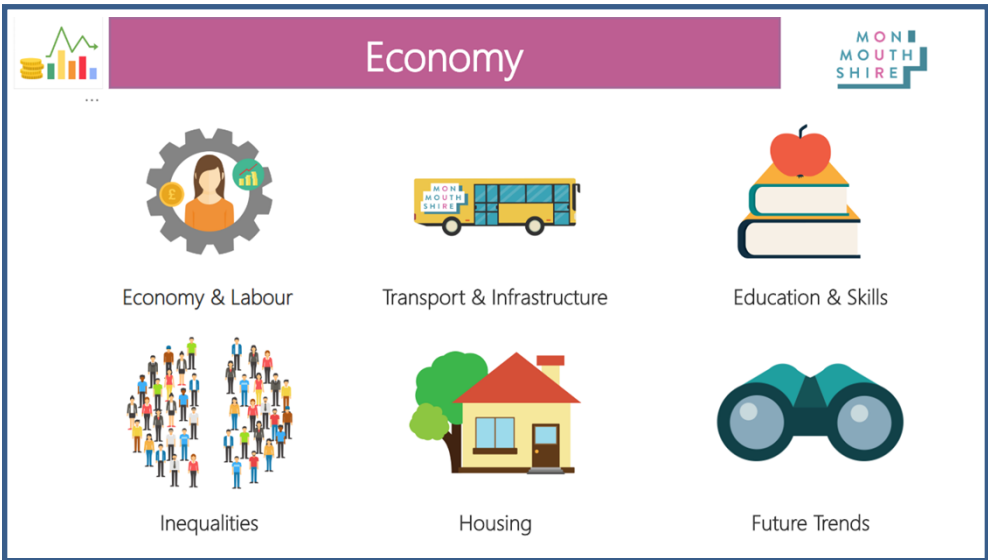 Economy
MON
MOUTH
SHIRE
...
£
MON
MOUTH
SHIRE
Economy & Labour
Transport & Infrastructure
Education & Skills
Inequalities
Housing
Future Trends